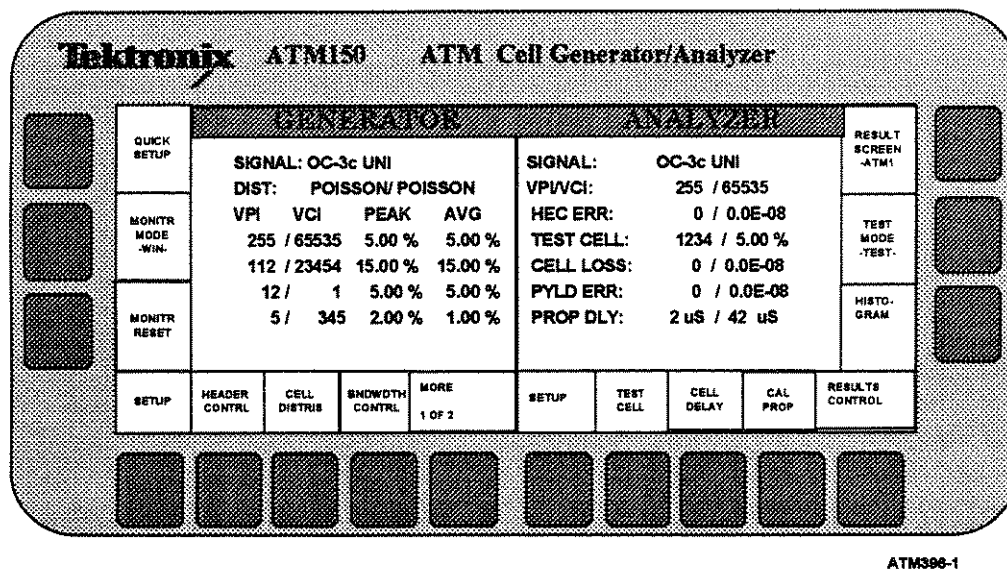 Tektronix ATM150 ATM Cell Generator/Analyzer
QUICK SETUP
MONITR MODE -WIN-
MONITR RESET
GENERATOR
SIGNAL: OC-3c UNI
DIST: POISSON/ POISSON
VPI VCI PEAK AVG
255 / 65535 5.00 % 5.00 %
112 / 23454 15.00 % 15.00 %
12 / 1 5.00 % 5.00 %
5 / 345 2.00 % 1.00 %
ANALYZER
SIGNAL: OC-3c UNI
VPI/VCI: 255 / 65535
HEC ERR: 0 / 0.0E-08
TEST CELL: 1234 / 5.00 %
CELL LOSS: 0 / 0.0E-08
PYLD ERR: 0 / 0.0E-08
PROP DLY: 2 uS / 42 uS
RESULT SCREEN -ATM1
TEST MODE -TEST-
HISTO- GRAM
SETUP
HEADER CONTRL
CELL DISTRIB
BNDWDTH CONTRL
MORE 1 OF 2
SETUP
TEST CELL
CELL DELAY
CAL PROP
RESULTS CONTROL
ATM396-1